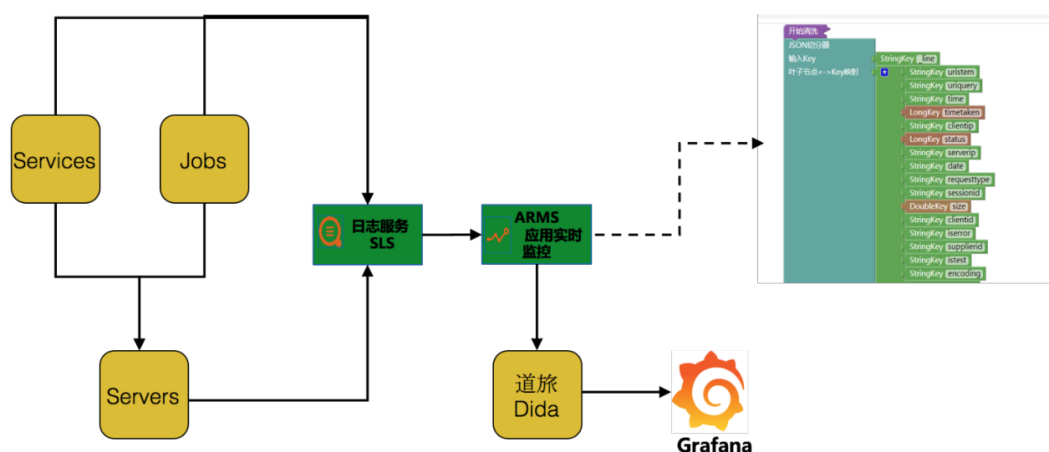 Services
Jobs
Servers
日志服务
SLS
ARMS
应用实时
监控
道旅
Dida
Grafana
开始清洗
JSON切分器
输入Key
StringKey _line
叶子节点<->Key映射
StringKey uristem
StringKey uriquery
StringKey time
LongKey timetaken
StringKey clientip
LongKey status
StringKey serverip
StringKey date
StringKey requesttype
StringKey sessionid
DoubleKey size
StringKey clientid
StringKey iserror
StringKey supplierid
StringKey istest
StringKey encoding